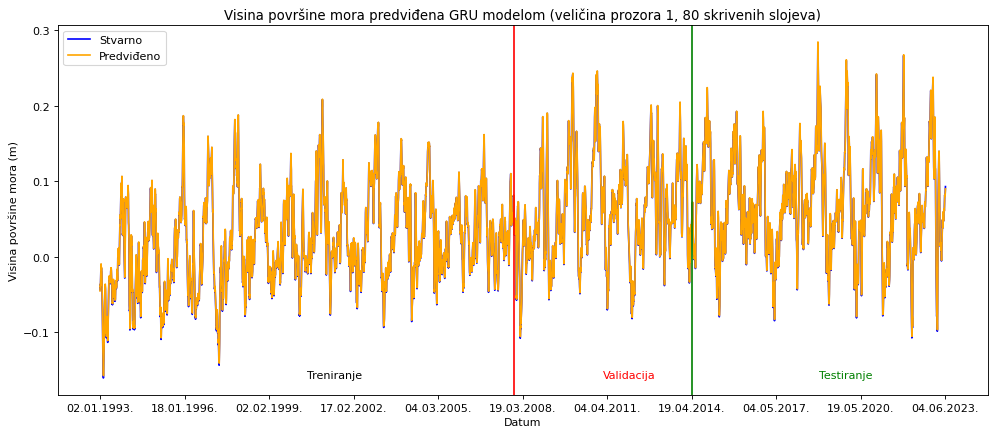 Visina površine mora predviđena GRU modelom (veličina prozora 1, 80 skrivenih slojeva)
Stvarno
Predviđeno
0.3
0.2
0.1
0.0
−0.1
Visina površine mora (m)
Treniranje
Validacija
Testiranje
02.01.1993.
18.01.1996.
02.02.1999.
17.02.2002.
04.03.2005.
19.03.2008.
04.04.2011.
19.04.2014.
04.05.2017.
19.05.2020.
04.06.2023.
Datum